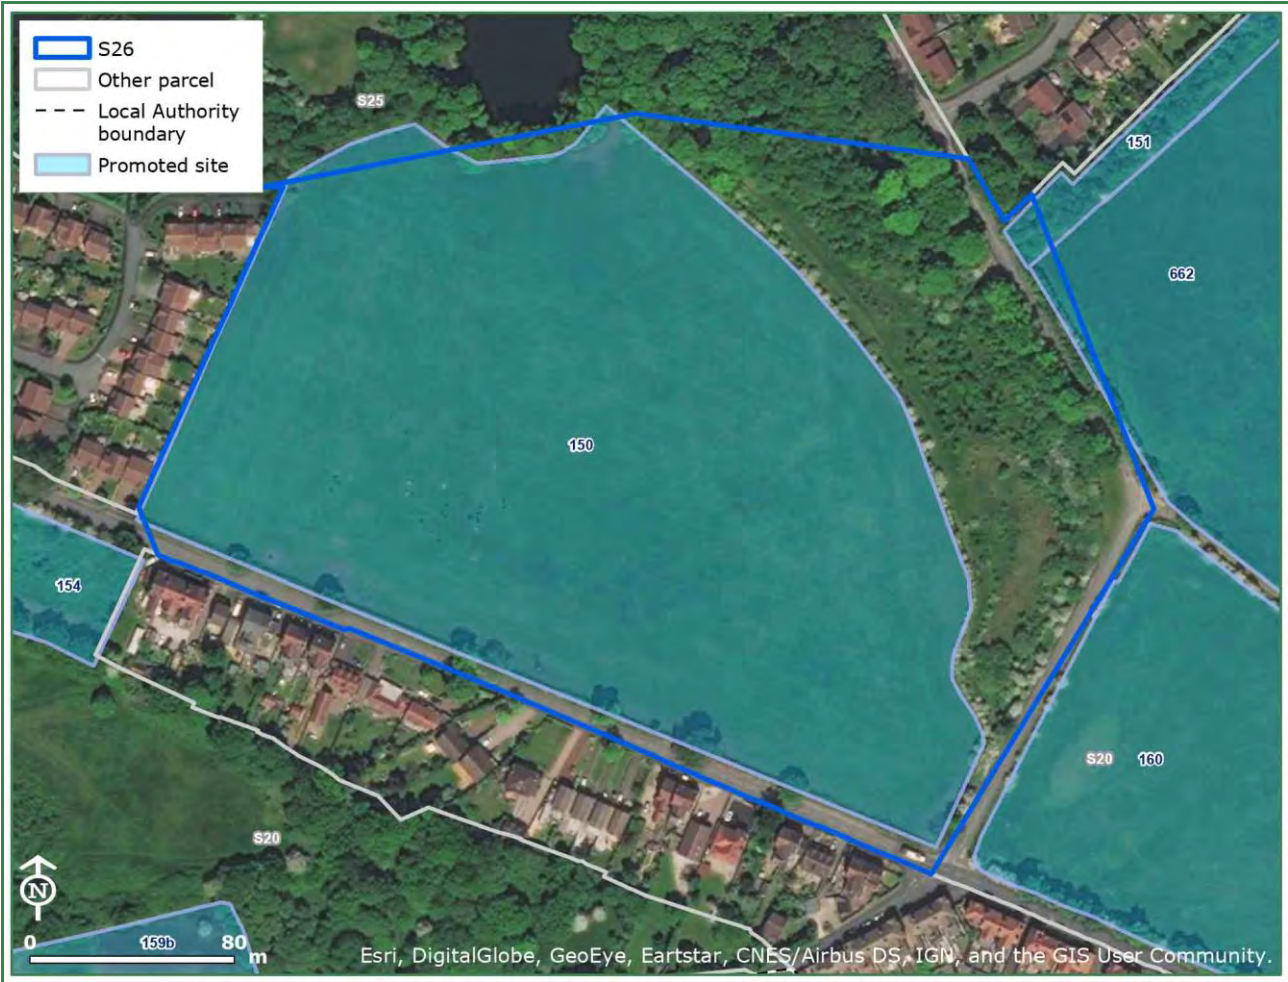 S26
Other parcel
Local Authority
boundary
Promoted site
S25
151
662
150
154
S20
160
S20
N
0
159b
80
m
Esri, DigitalGlobe, GeoEye, Eartstar, CNES/Airbus DS, IGN, and the GIS User Community.